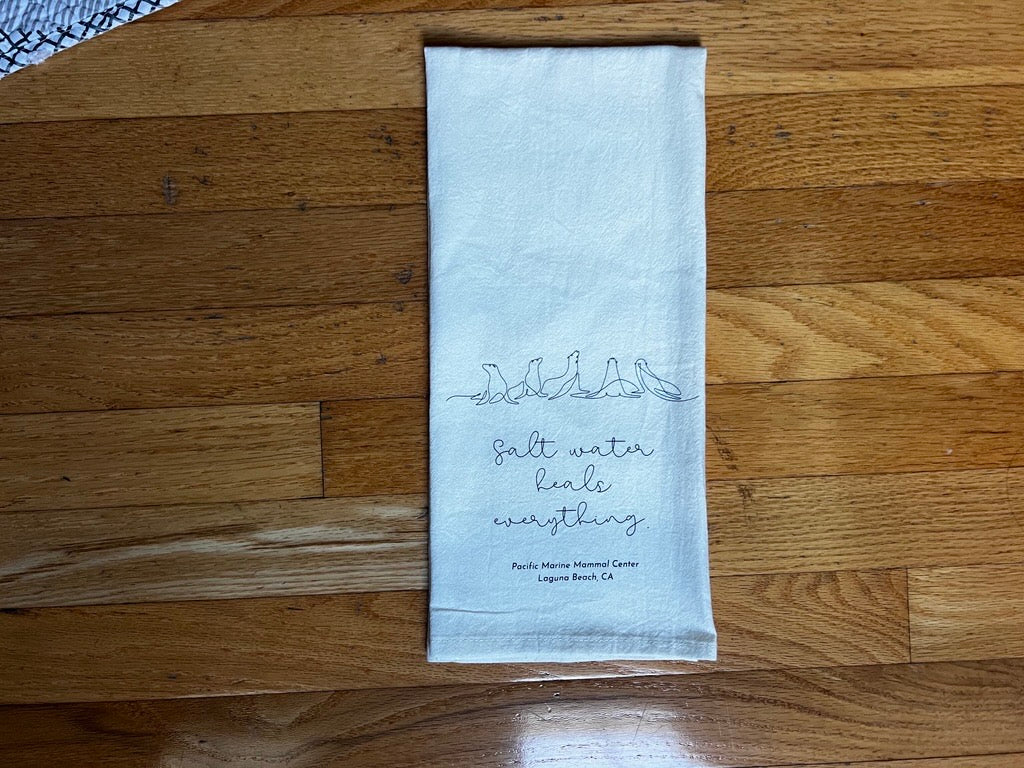 salt water
heals
everything.
Pacific Marine Mammal Center
Laguna Beach, CA